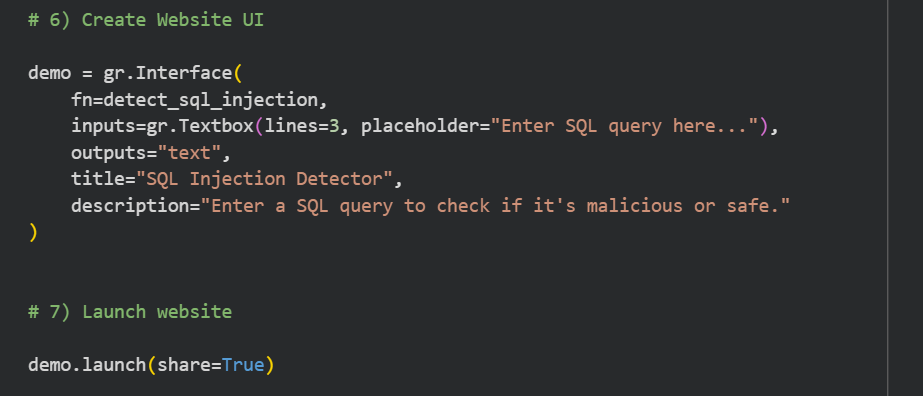 # 6) Create Website UI
demo = gr.Interface(
    fn=detect_sql_injection,
    inputs=gr.Textbox(lines=3, placeholder="Enter SQL query here..."),
    outputs="text",
    title="SQL Injection Detector",
    description="Enter a SQL query to check if it's malicious or safe."
)
# 7) Launch website
demo.launch(share=True)